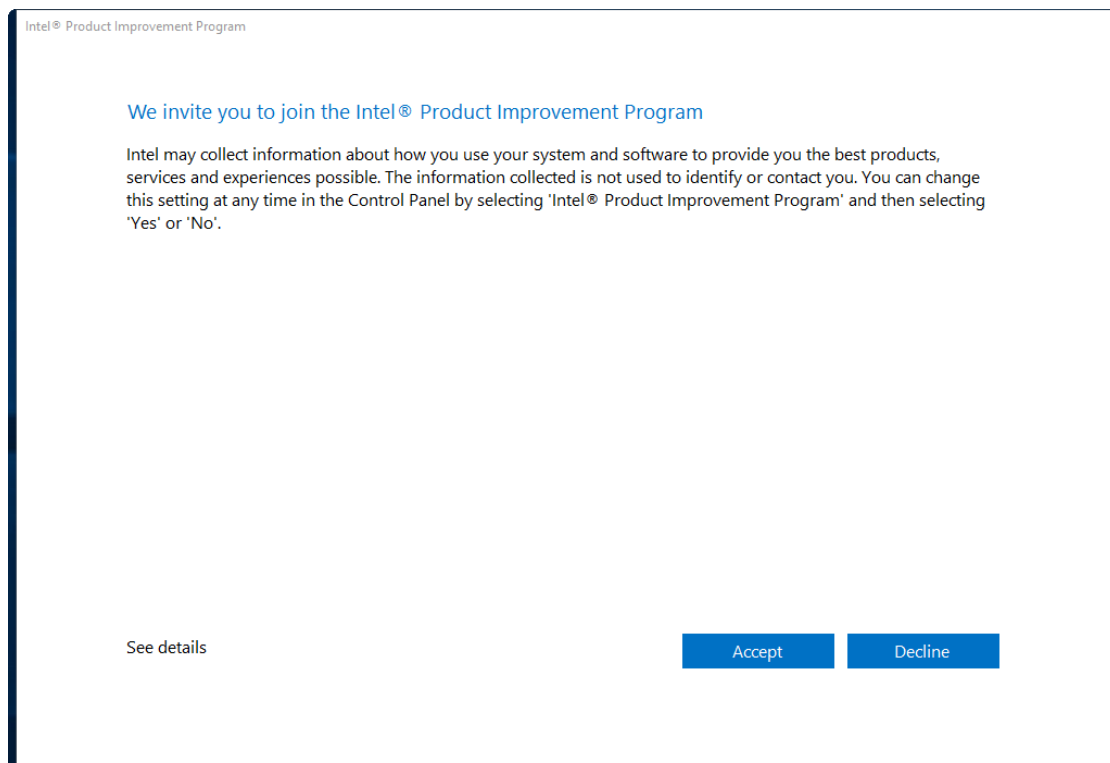 Intel® Product Improvement Program
We invite you to join the Intel® Product Improvement Program
Intel may collect information about how you use your system and software to provide you the best products,
services and experiences possible. The information collected is not used to identify or contact you. You can change
this setting at any time in the Control Panel by selecting 'Intel® Product Improvement Program' and then selecting
'Yes' or 'No'.
See details
Accept
Decline